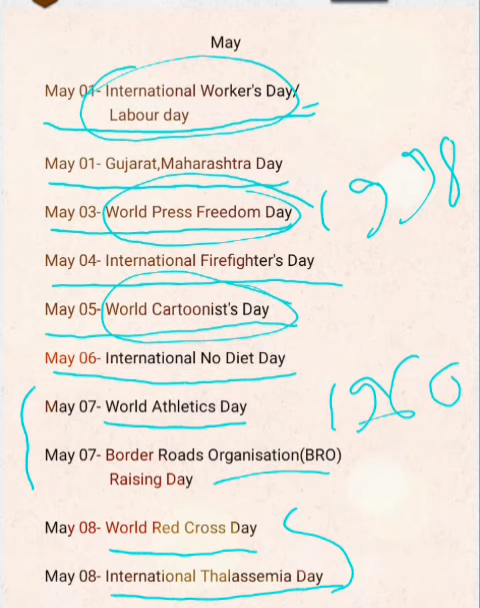 May
May 01- International Worker's Day/
Labour day
May 01- Gujarat,Maharashtra Day
May 03- World Press Freedom Day
1998
May 04- International Firefighter's Day
May 05- World Cartoonist's Day
May 06- International No Diet Day
1960
May 07- World Athletics Day
May 07- Border Roads Organisation(BRO)
Raising Day
May 08- World Red Cross Day
May 08- International Thalassemia Day